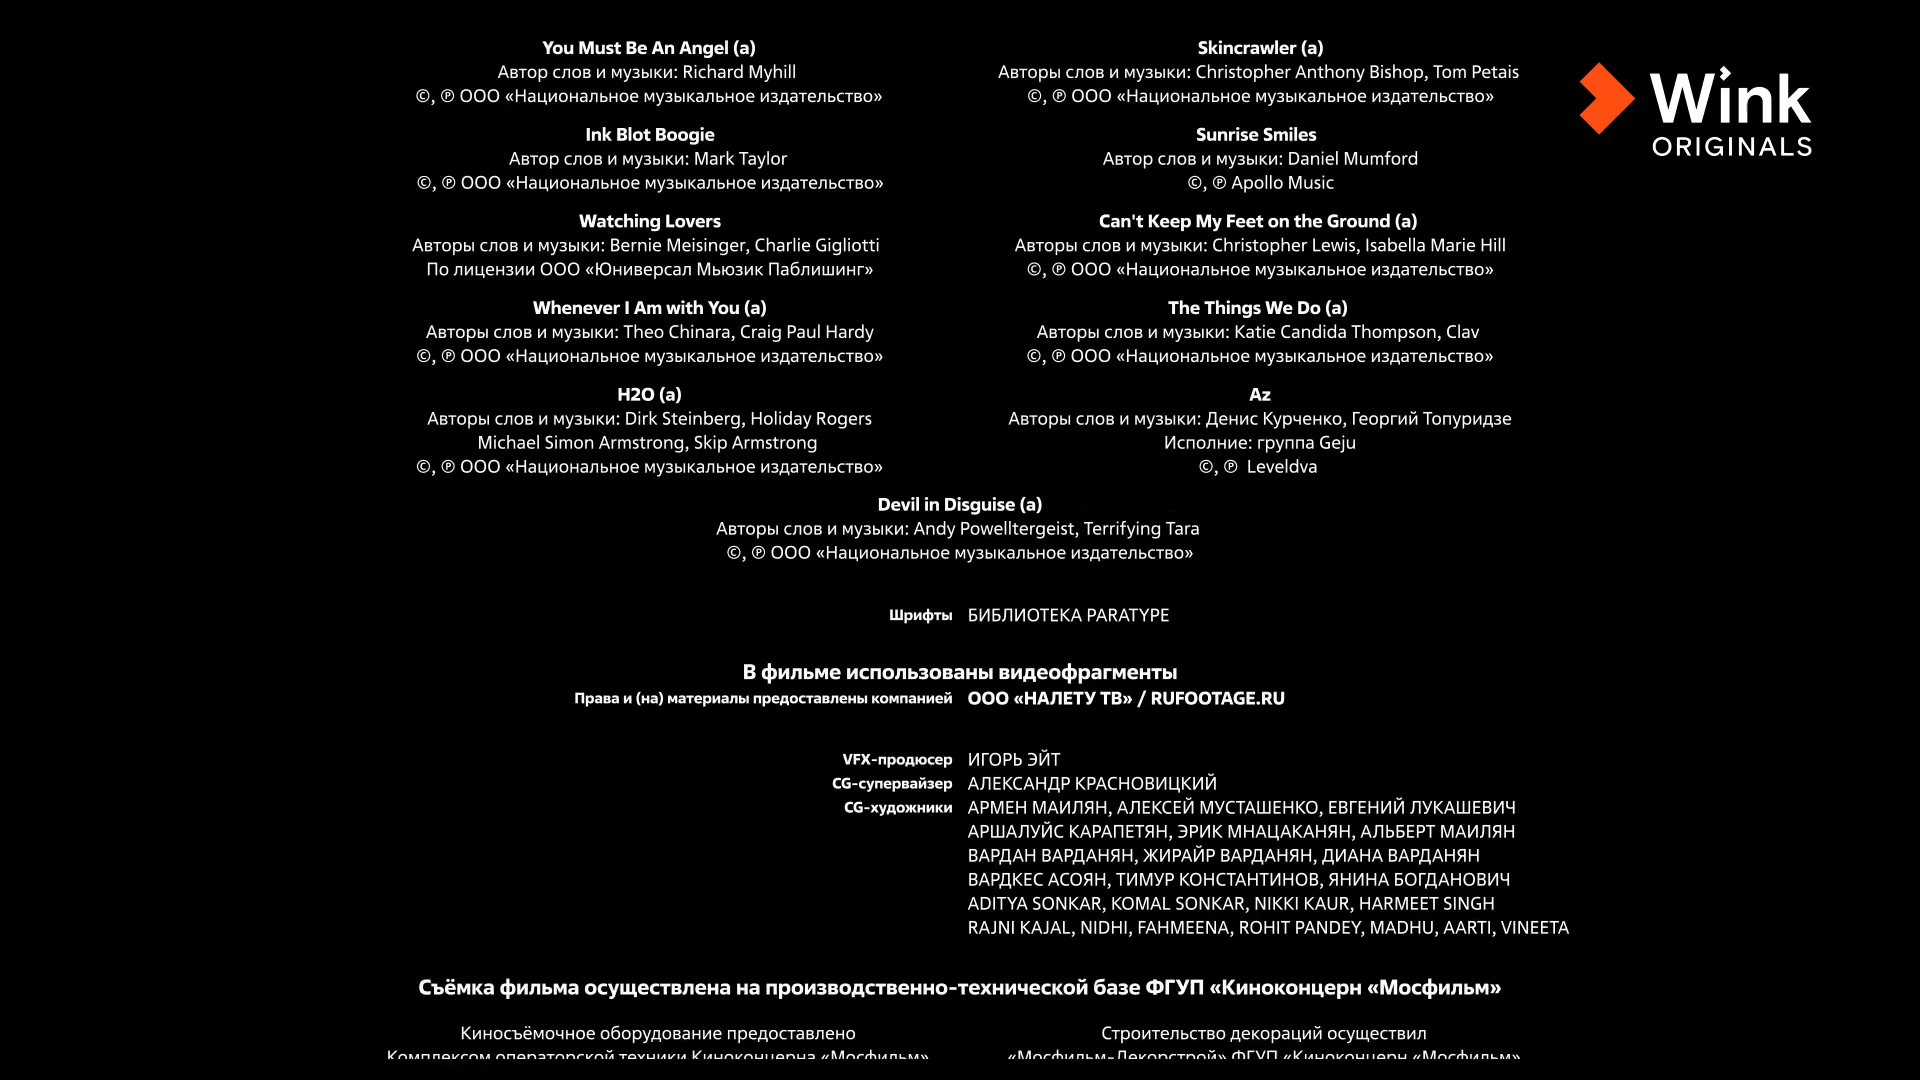 You Must Be An Angel (a)
Автор слов и музыки: Richard Myhill
©, ℗ ООО «Национальное музыкальное издательство»
Ink Blot Boogie
Автор слов и музыки: Mark Taylor
©, ℗ ООО «Национальное музыкальное издательство»
Watching Lovers
Авторы слов и музыки: Bernie Meisinger, Charlie Gigliotti
По лицензии ООО «Юниверсал Мьюзик Паблишинг»
Whenever I Am with You (a)
Авторы слов и музыки: Theo Chinara, Craig Paul Hardy
©, ℗ ООО «Национальное музыкальное издательство»
H2O (a)
Авторы слов и музыки: Dirk Steinberg, Holiday Rogers
Michael Simon Armstrong, Skip Armstrong
©, ℗ ООО «Национальное музыкальное издательство»
Skincrawler (a)
Авторы слов и музыки: Christopher Anthony Bishop, Tom Petais
©, ℗ ООО «Национальное музыкальное издательство»
Sunrise Smiles
Автор слов и музыки: Daniel Mumford
©, ℗ Apollo Music
Can't Keep My Feet on the Ground (a)
Авторы слов и музыки: Christopher Lewis, Isabella Marie Hill
©, ℗ ООО «Национальное музыкальное издательство»
The Things We Do (a)
Авторы слов и музыки: Katie Candida Thompson, Clav
©, ℗ ООО «Национальное музыкальное издательство»
Az
Авторы слов и музыки: Денис Курченко, Георгий Топуридзе
Исполние: группа Geju
©, ℗ Leveldva
Wink
ORIGINALS
Devil in Disguise (a)
Авторы слов и музыки: Andy Powelltergeist, Terrifying Tara
©, ℗ ООО «Национальное музыкальное издательство»
Шрифты БИБЛИОТЕКА PARATYPE
В фильме использованы видеофрагменты
Права и (на) материалы предоставлены компанией ООО «НАЛЕТУ ТВ» / RUFOOTAGE.RU
VFX-продюсер ИГОРЬ ЭЙТ
CG-супервайзер АЛЕКСАНДР КРАСНОВИЦКИЙ
CG-художники АРМЕН МАИЛЯН, АЛЕКСЕЙ МУСТАШЕНКО, ЕВГЕНИЙ ЛУКАШЕВИЧ
АРШАЛУЙС КАРАПЕТЯН, ЭРИК МНАЦАКАНЯН, АЛЬБЕРТ МАИЛЯН
ВАРДАН ВАРДАНЯН, ЖИРАЙР ВАРДАНЯН, ДИАНА ВАРДАНЯН
ВАРДКЕС АСОЯН, ТИМУР КОНСТАНТИНОВ, ЯНИНА БОГДАНОВИЧ
ADITYA SONKAR, KOMAL SONKAR, NIKKI KAUR, HARMEET SINGH
RAJNI KAJAL, NIDHI, FAHMEENA, ROHIT PANDEY, MADHU, AARTI, VINEETA
Съёмка фильма осуществлена на производственно-технической базе ФГУП «Киноконцерн «Мосфильм»
Киносъёмочное оборудование предоставлено
Комплексом операторской техники Киноконцерна «Мосфильм»
Строительство декораций осуществил
«Мосфильм-Декорстрой» ФГУП «Киноконцерн «Мосфильм»